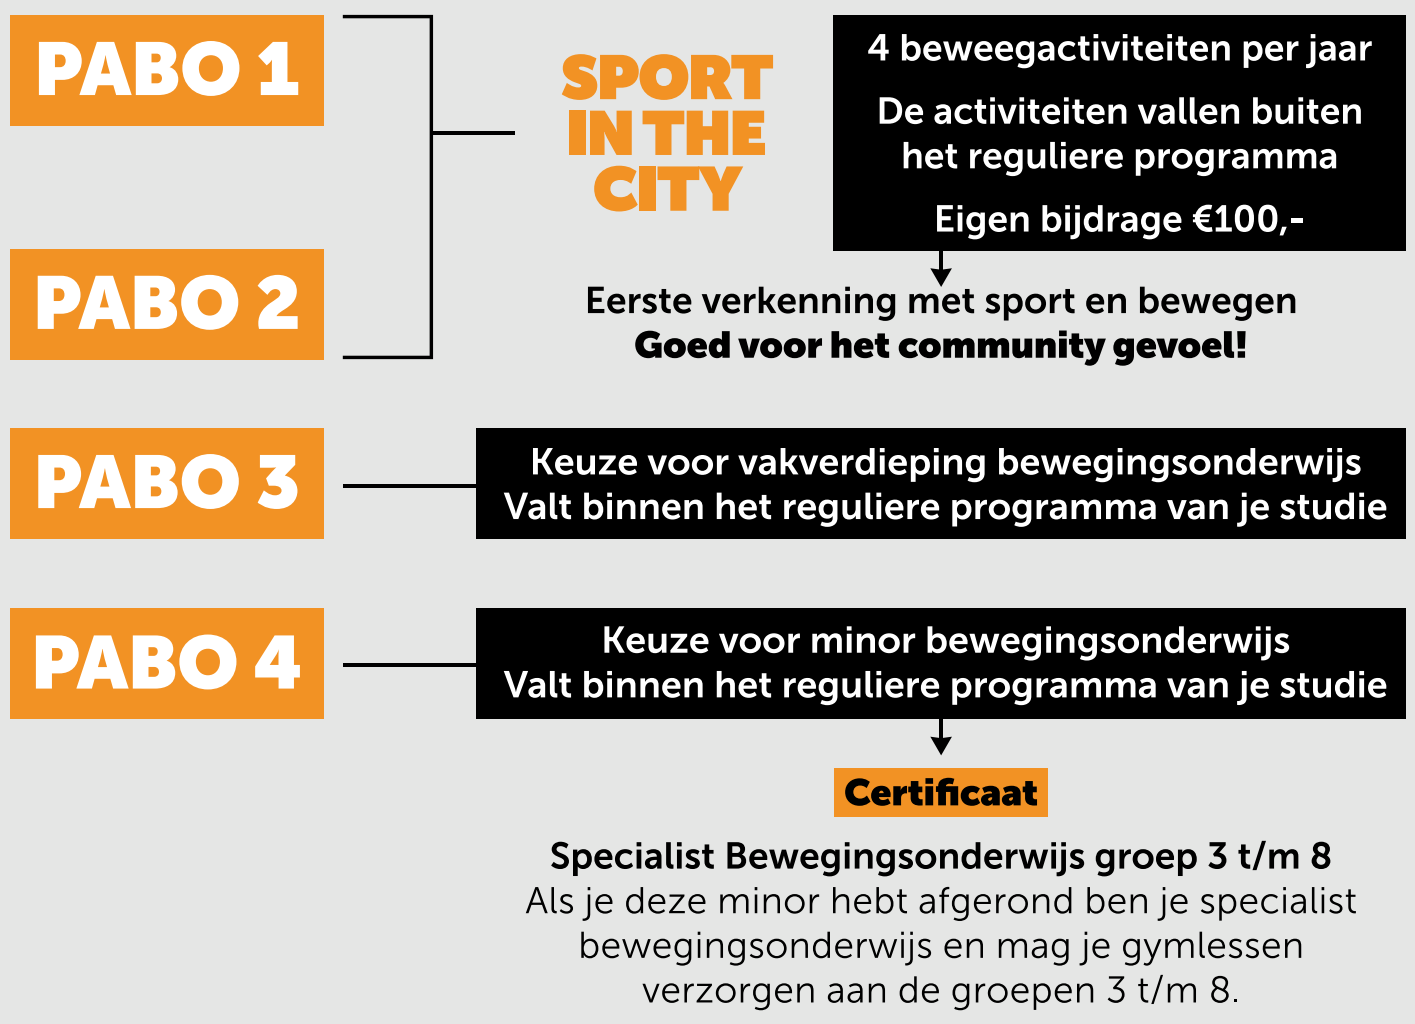 PABO 1
SPORT
IN THE
CITY
4 beweegactiviteiten per jaar
De activiteiten vallen buiten
het reguliere programma
Eigen bijdrage €100,-
PABO 2
Eerste verkenning met sport en bewegen
Goed voor het community gevoel!
PABO 3
Keuze voor vakverdieping bewegingsonderwijs
Valt binnen het reguliere programma van je studie
PABO 4
Keuze voor minor bewegingsonderwijs
Valt binnen het reguliere programma van je studie
Certificaat
Specialist Bewegingsonderwijs groep 3 t/m 8
Als je deze minor hebt afgerond ben je specialist
bewegingsonderwijs en mag je gymlessen
verzorgen aan de groepen 3 t/m 8.